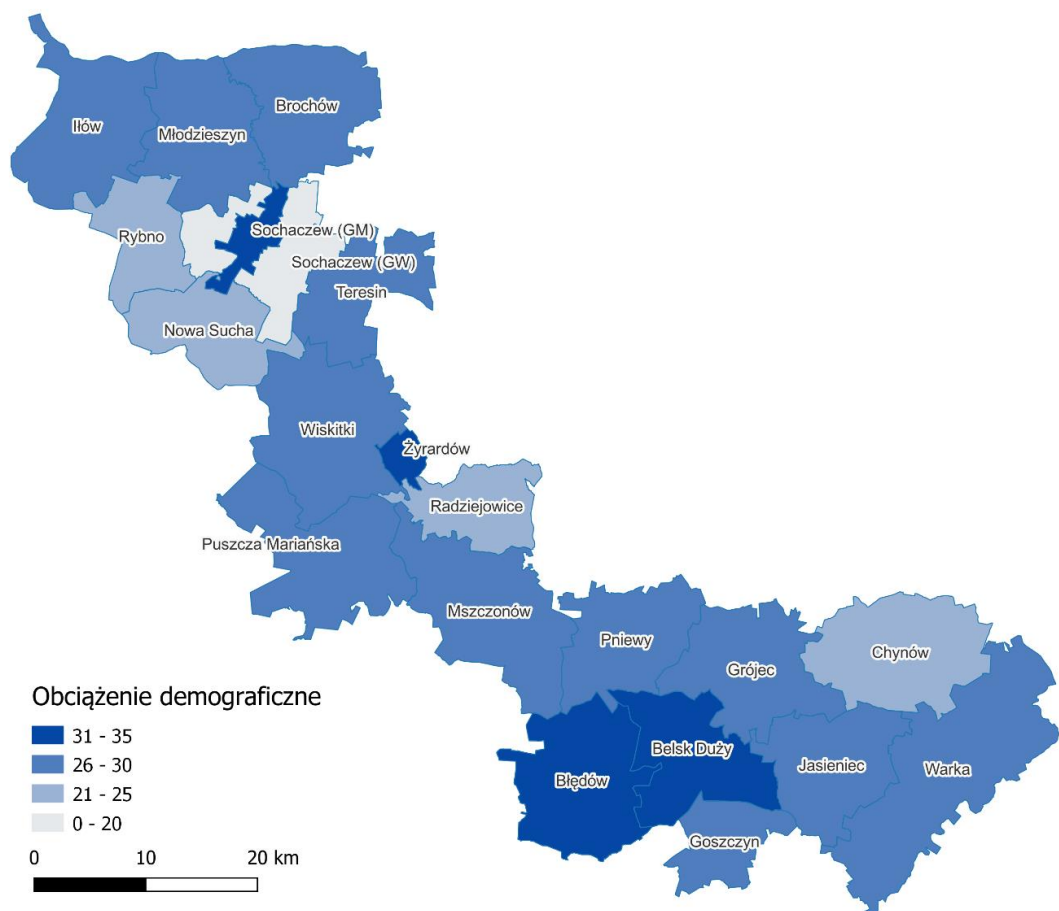 Brochów
Iłów
Młodzieszyn
Sochaczew (GM)
Rybno
Sochaczew (GW)
Teresin
Nowa Sucha
Wiskitki
Żyrardów
Radziejowice
Puszcza Mariańska
Mszczonów
Pniewy
Chynów
Grójec
Belsk Duży
Jasieniec
Warka
Błędów
Goszczyn
Obciążenie demograficzne
31 - 35
26 - 30
21 - 25
0 - 20
0 10 20 km